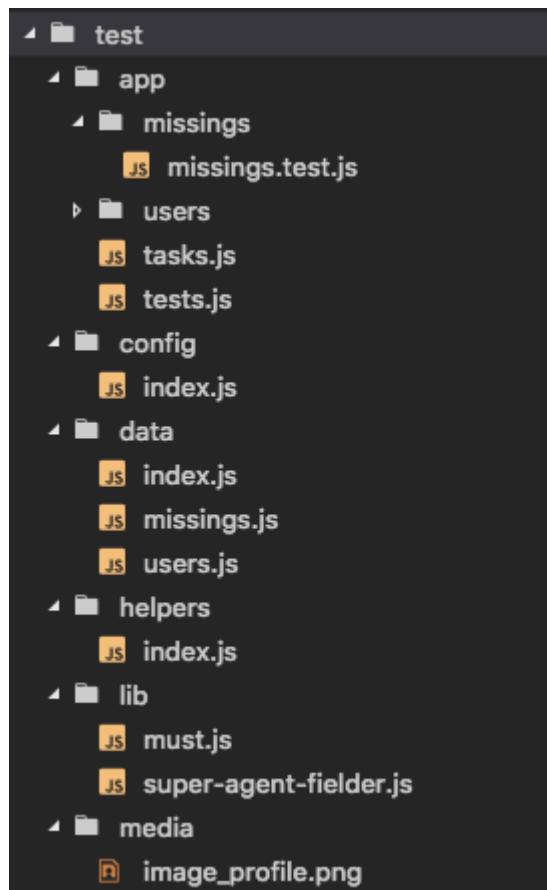 test
app
missings
JS missings.test.js
users
JS tasks.js
JS tests.js
config
JS index.js
data
JS index.js
JS missings.js
JS users.js
helpers
JS index.js
lib
JS must.js
JS super-agent-fielder.js
media
image_profile.png